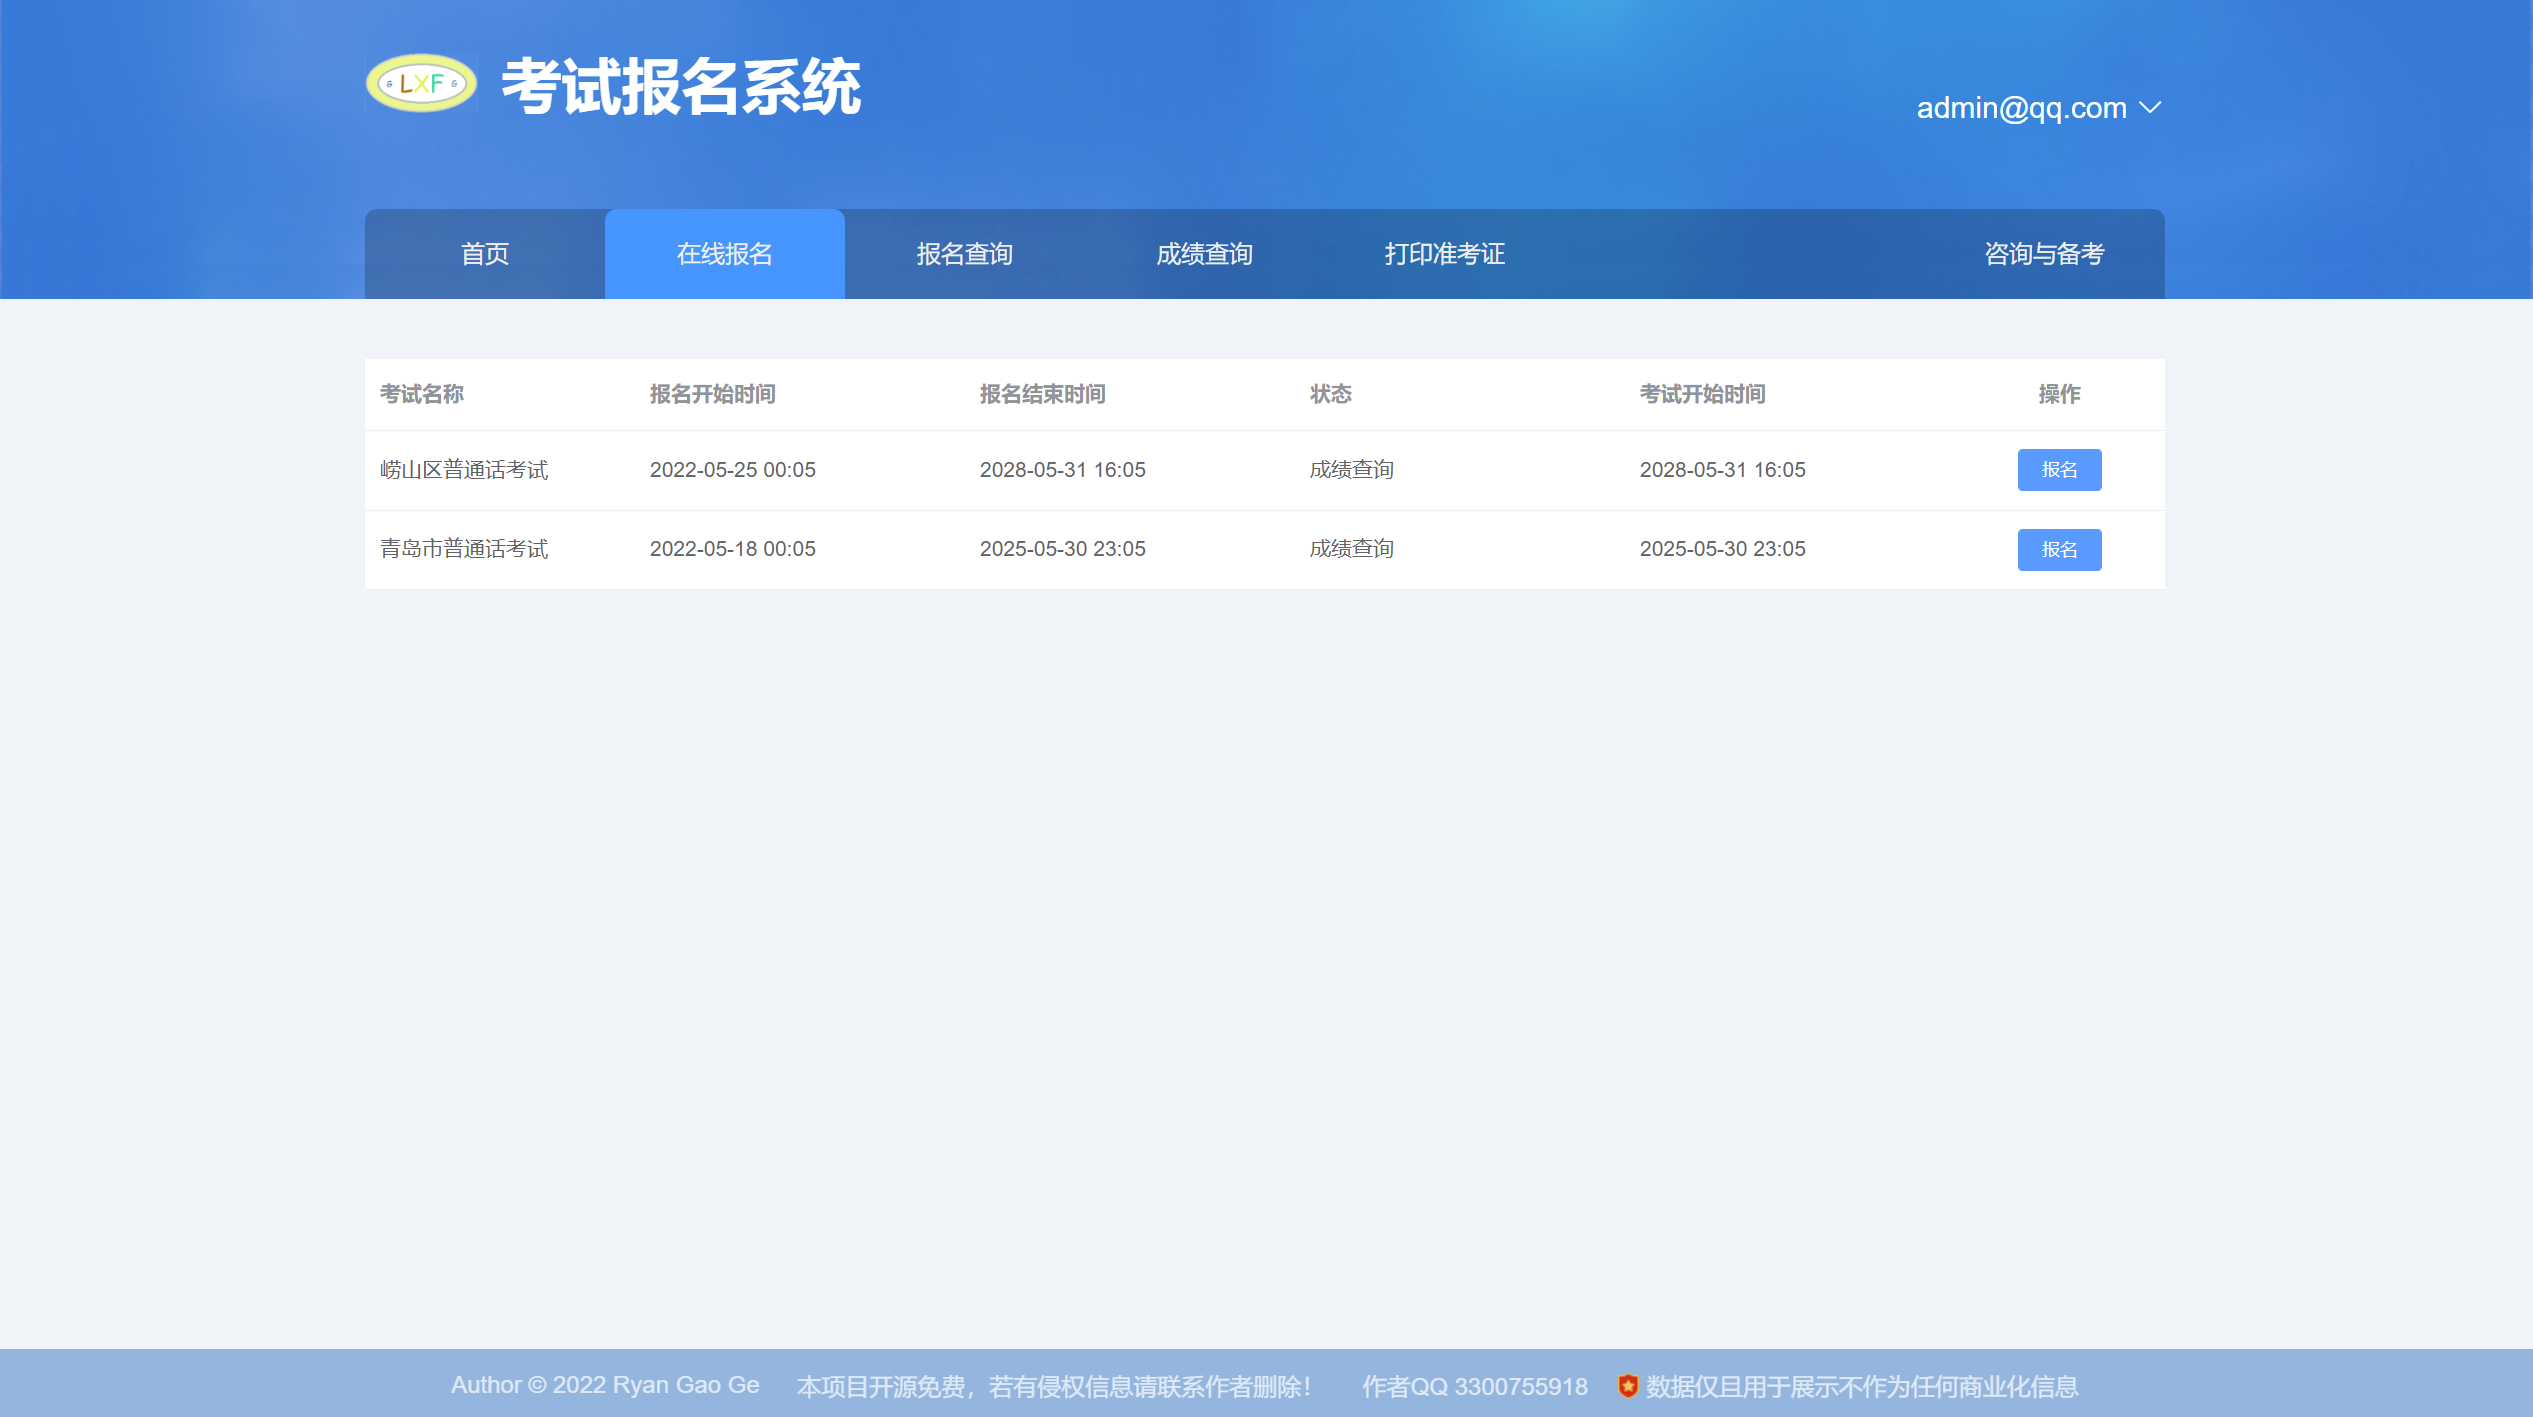 G LXF G 考试报名系统
admin@qq.com
首页 在线报名 报名查询 成绩查询 打印准考证 咨询与备考
考试名称 报名开始时间 报名结束时间 状态 考试开始时间 操作
崂山区普通话考试 2022-05-25 00:05 2028-05-31 16:05 成绩查询 2028-05-31 16:05 报名
青岛市普通话考试 2022-05-18 00:05 2025-05-30 23:05 成绩查询 2025-05-30 23:05 报名
Author © 2022 Ryan Gao Ge 本项目开源免费，若有侵权信息请联系作者删除！ 作者QQ 3300755918 数据仅且用于展示不作为任何商业化信息